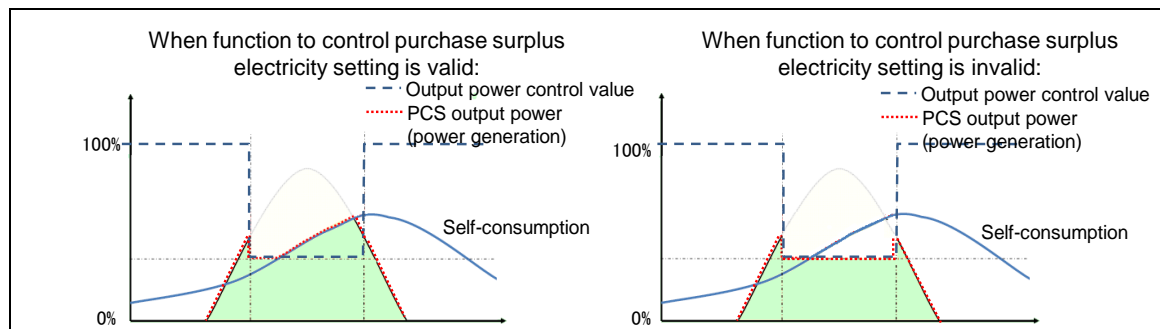 When function to control purchase surplus
electricity setting is valid:
Output power control value
PCS output power
(power generation)
100%
Self-consumption
0%
When function to control purchase surplus
electricity setting is invalid:
Output power control value
PCS output power
(power generation)
100%
Self-consumption
0%